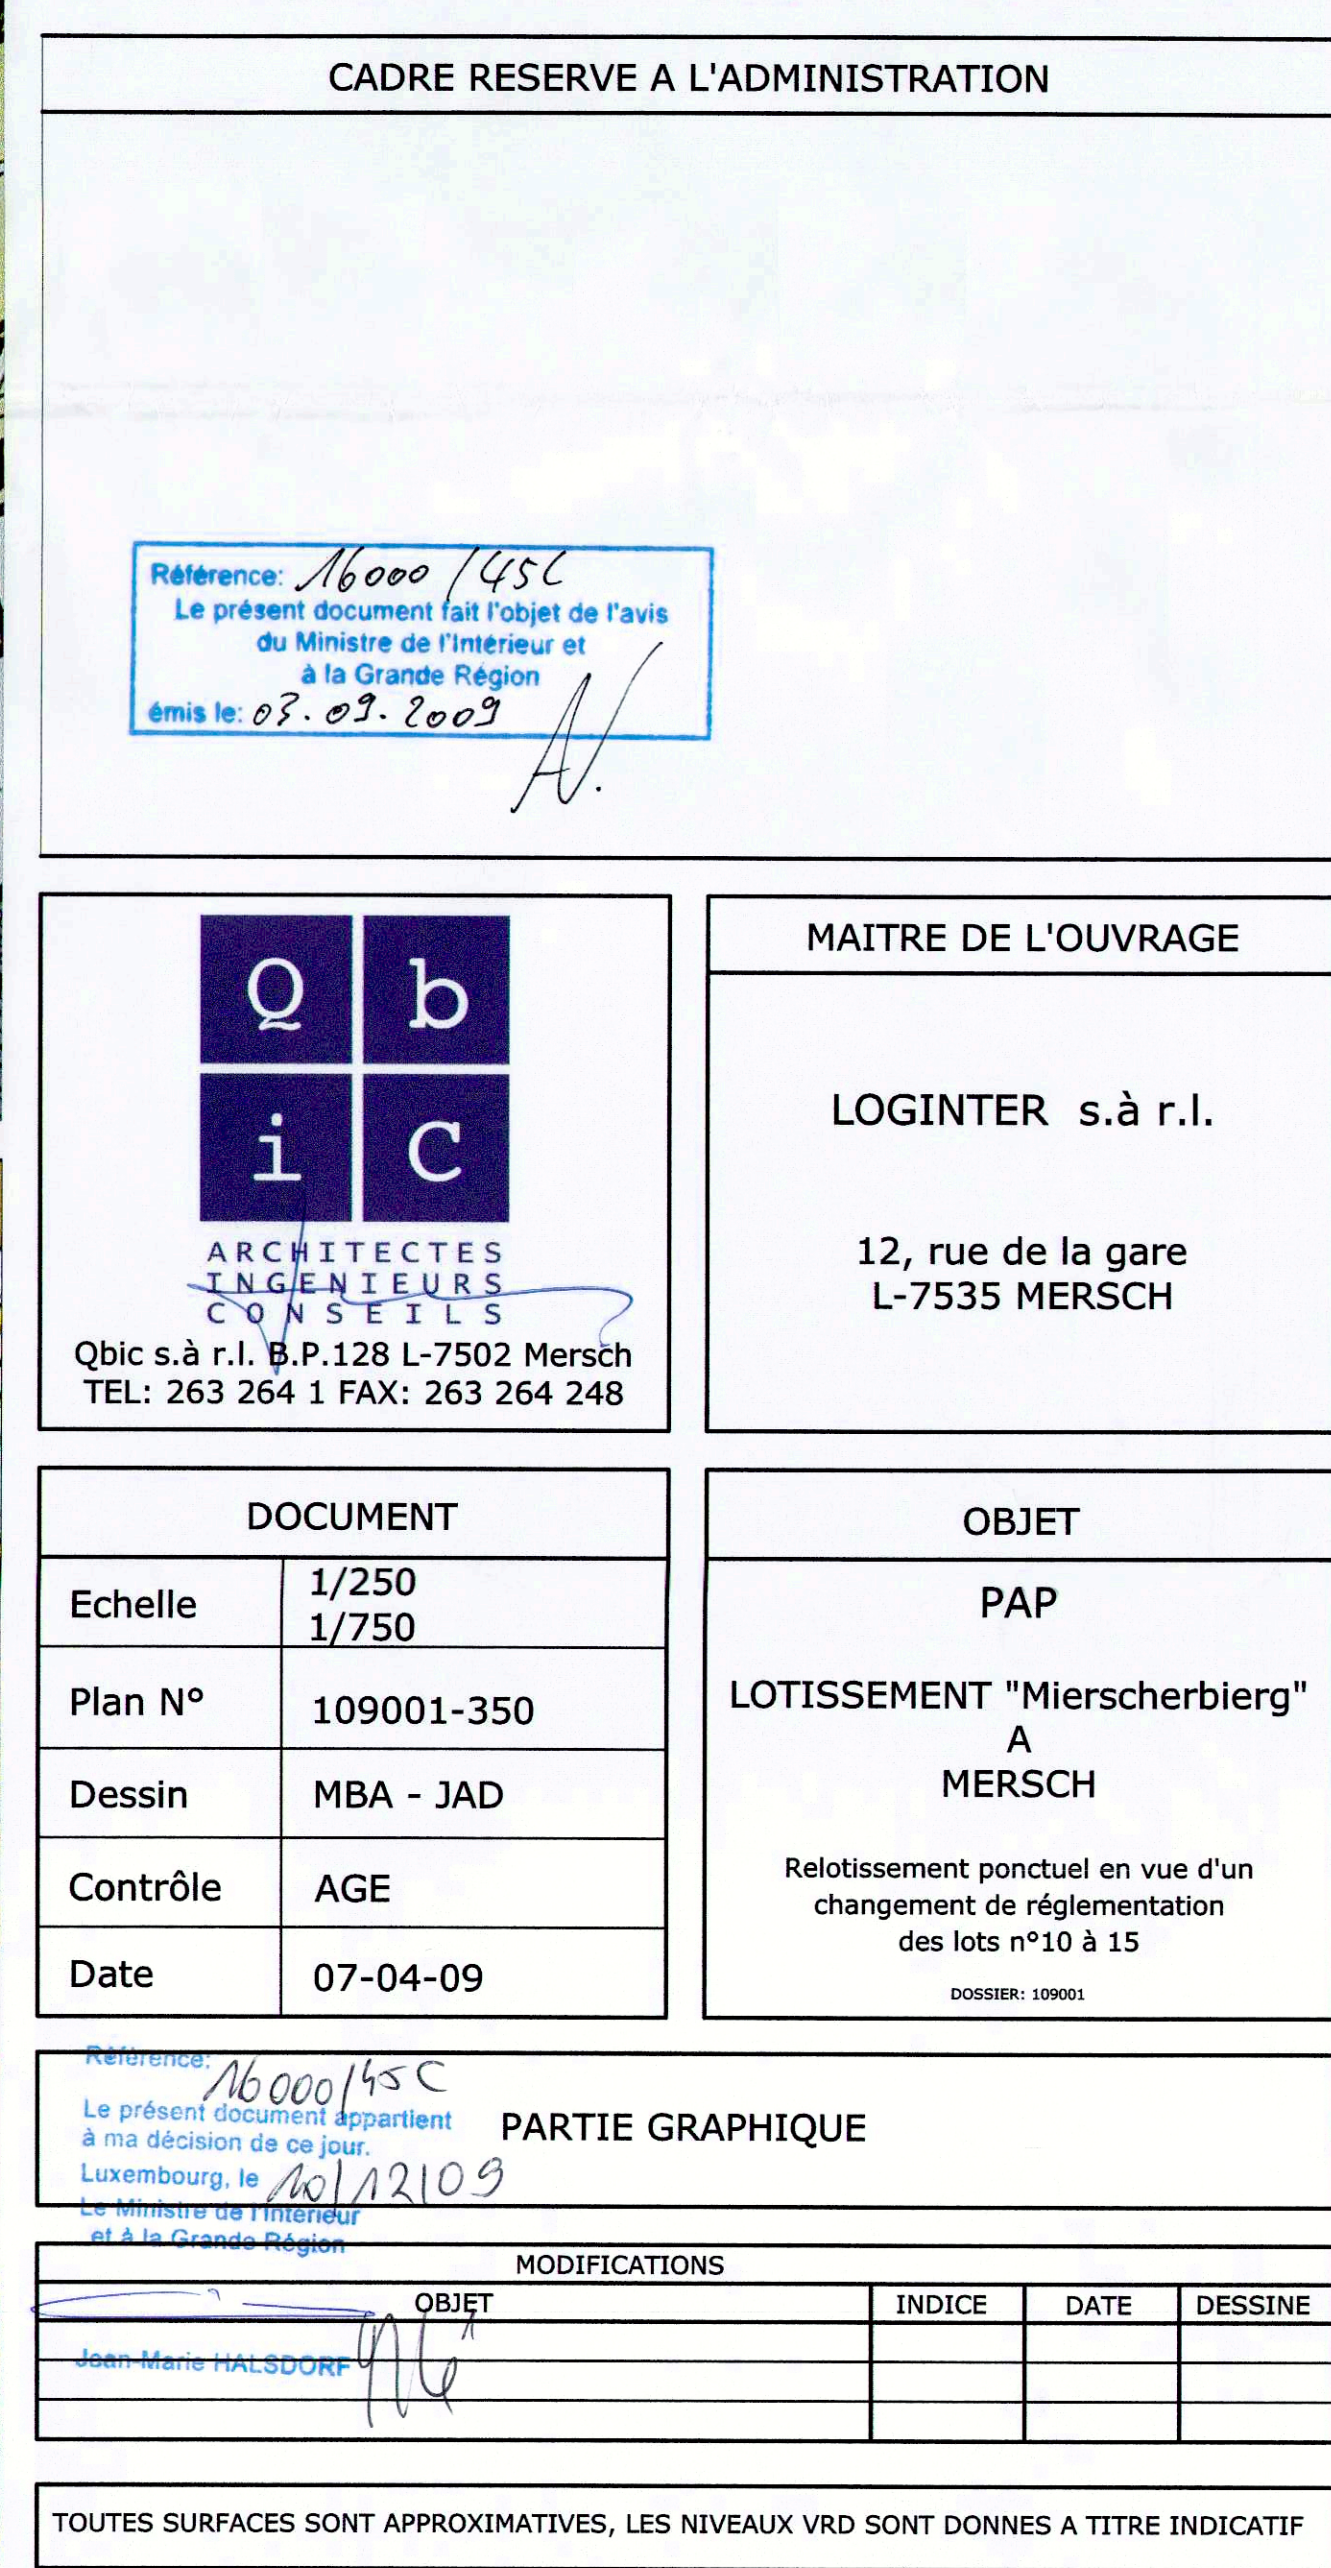 CADRE RESERVE A L'ADMINISTRATION
Référence: 16000/45C
Le présent document fait l'objet de l'avis
du Ministre de l'Intérieur et
à la Grande Région
émis le: 03.09.2009
Q b
i C
ARCHITECTES
INGENIEURS
CONSEILS
Qbic s.à r.l. B.P.128 L-7502 Mersch
TEL: 263 264 1 FAX: 263 264 248
MAITRE DE L'OUVRAGE
LOGINTER s.à r.l.
12, rue de la gare
L-7535 MERSCH
DOCUMENT
Echelle 1/250
1/750
Plan N° 109001-350
Dessin MBA - JAD
Contrôle AGE
Date 07-04-09
OBJET
PAP
LOTISSEMENT "Mierscherbierg"
A
MERSCH
Relotissement ponctuel en vue d'un
changement de réglementation
des lots n°10 à 15
DOSSIER: 109001
Référence: 16000/45C
Le présent document appartient
à ma décision de ce jour.
Luxembourg, le 10/12/09
Le Ministre de l'Intérieur
et à la Grande Région
Jean-Marie HALSDORF
PARTIE GRAPHIQUE
MODIFICATIONS
OBJET INDICE DATE DESSINE
TOUTES SURFACES SONT APPROXIMATIVES, LES NIVEAUX VRD SONT DONNES A TITRE INDICATIF